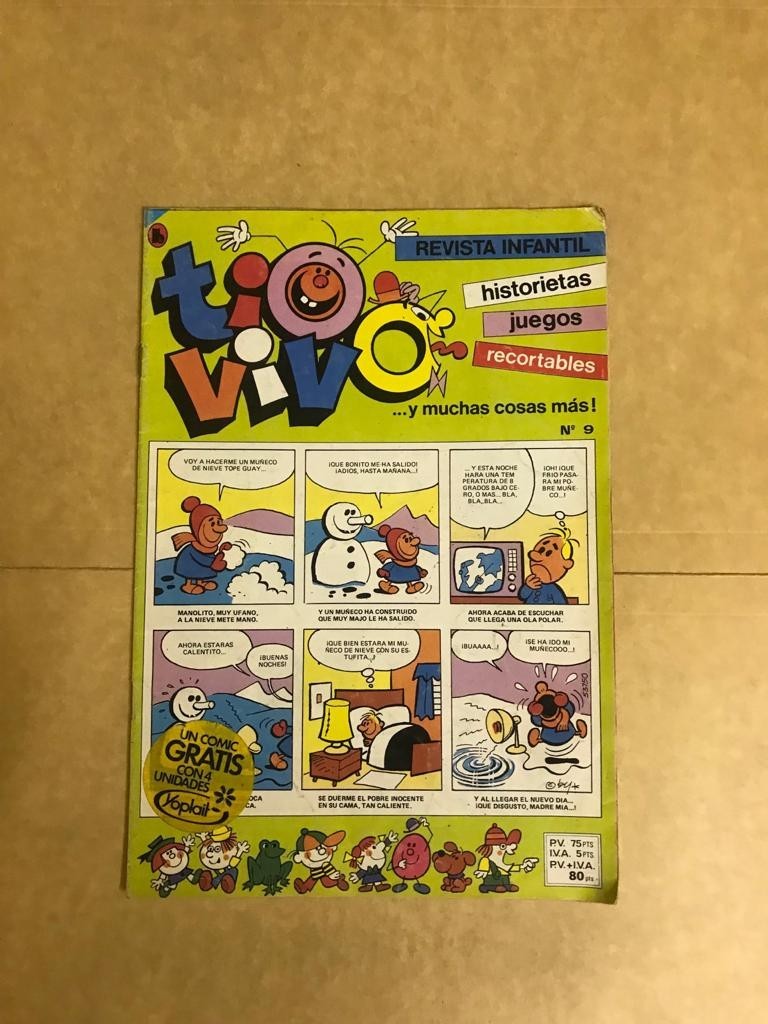 tio
vivo
REVISTA INFANTIL
historietas
juegos
recortables
...y muchas cosas más!
Nº 9
VOY A HACERME UN MUÑECO
DE NIEVE TOPE GUAY...
MANOLITO, MUY UFANO,
A LA NIEVE METE MANO.
¡QUE BONITO ME HA SALIDO!
¡ADIOS, HASTA MAÑANA...!
Y UN MUÑECO HA CONSTRUIDO
QUE MUY MAJO LE HA SALIDO.
... Y ESTA NOCHE
HARA UNA TEM
PERATURA DE 8
GRADOS BAJO CE-
RO, O MAS... BLA,
BLA, BLA...
¡OH! ¡QUE
FRIO PASA-
RA MI PO-
BRE MUÑE-
CO...!
AHORA ACABA DE ESCUCHAR
QUE LLEGA UNA OLA POLAR.
AHORA ESTARAS
CALENTITO...
¡BUENAS
NOCHES!
OCA
CA.
¡QUE BIEN ESTARA MI MU-
ÑECO DE NIEVE CON SU ES-
TUFITA...!
SE DUERME EL POBRE INOCENTE
EN SU CAMA, TAN CALIENTE.
¡BUAAAA...!
¡SE HA IDO MI
MUÑECOOO...!
53750
Y AL LLEGAR EL NUEVO DIA...
¡QUE DISGUSTO, MADRE MIA...!
UN COMIC
GRATIS
CON 4
UNIDADES
Yoplait
P.V. 75 PTS
I.V.A. 5 PTS
P.V. + I.V.A.
80 pts.